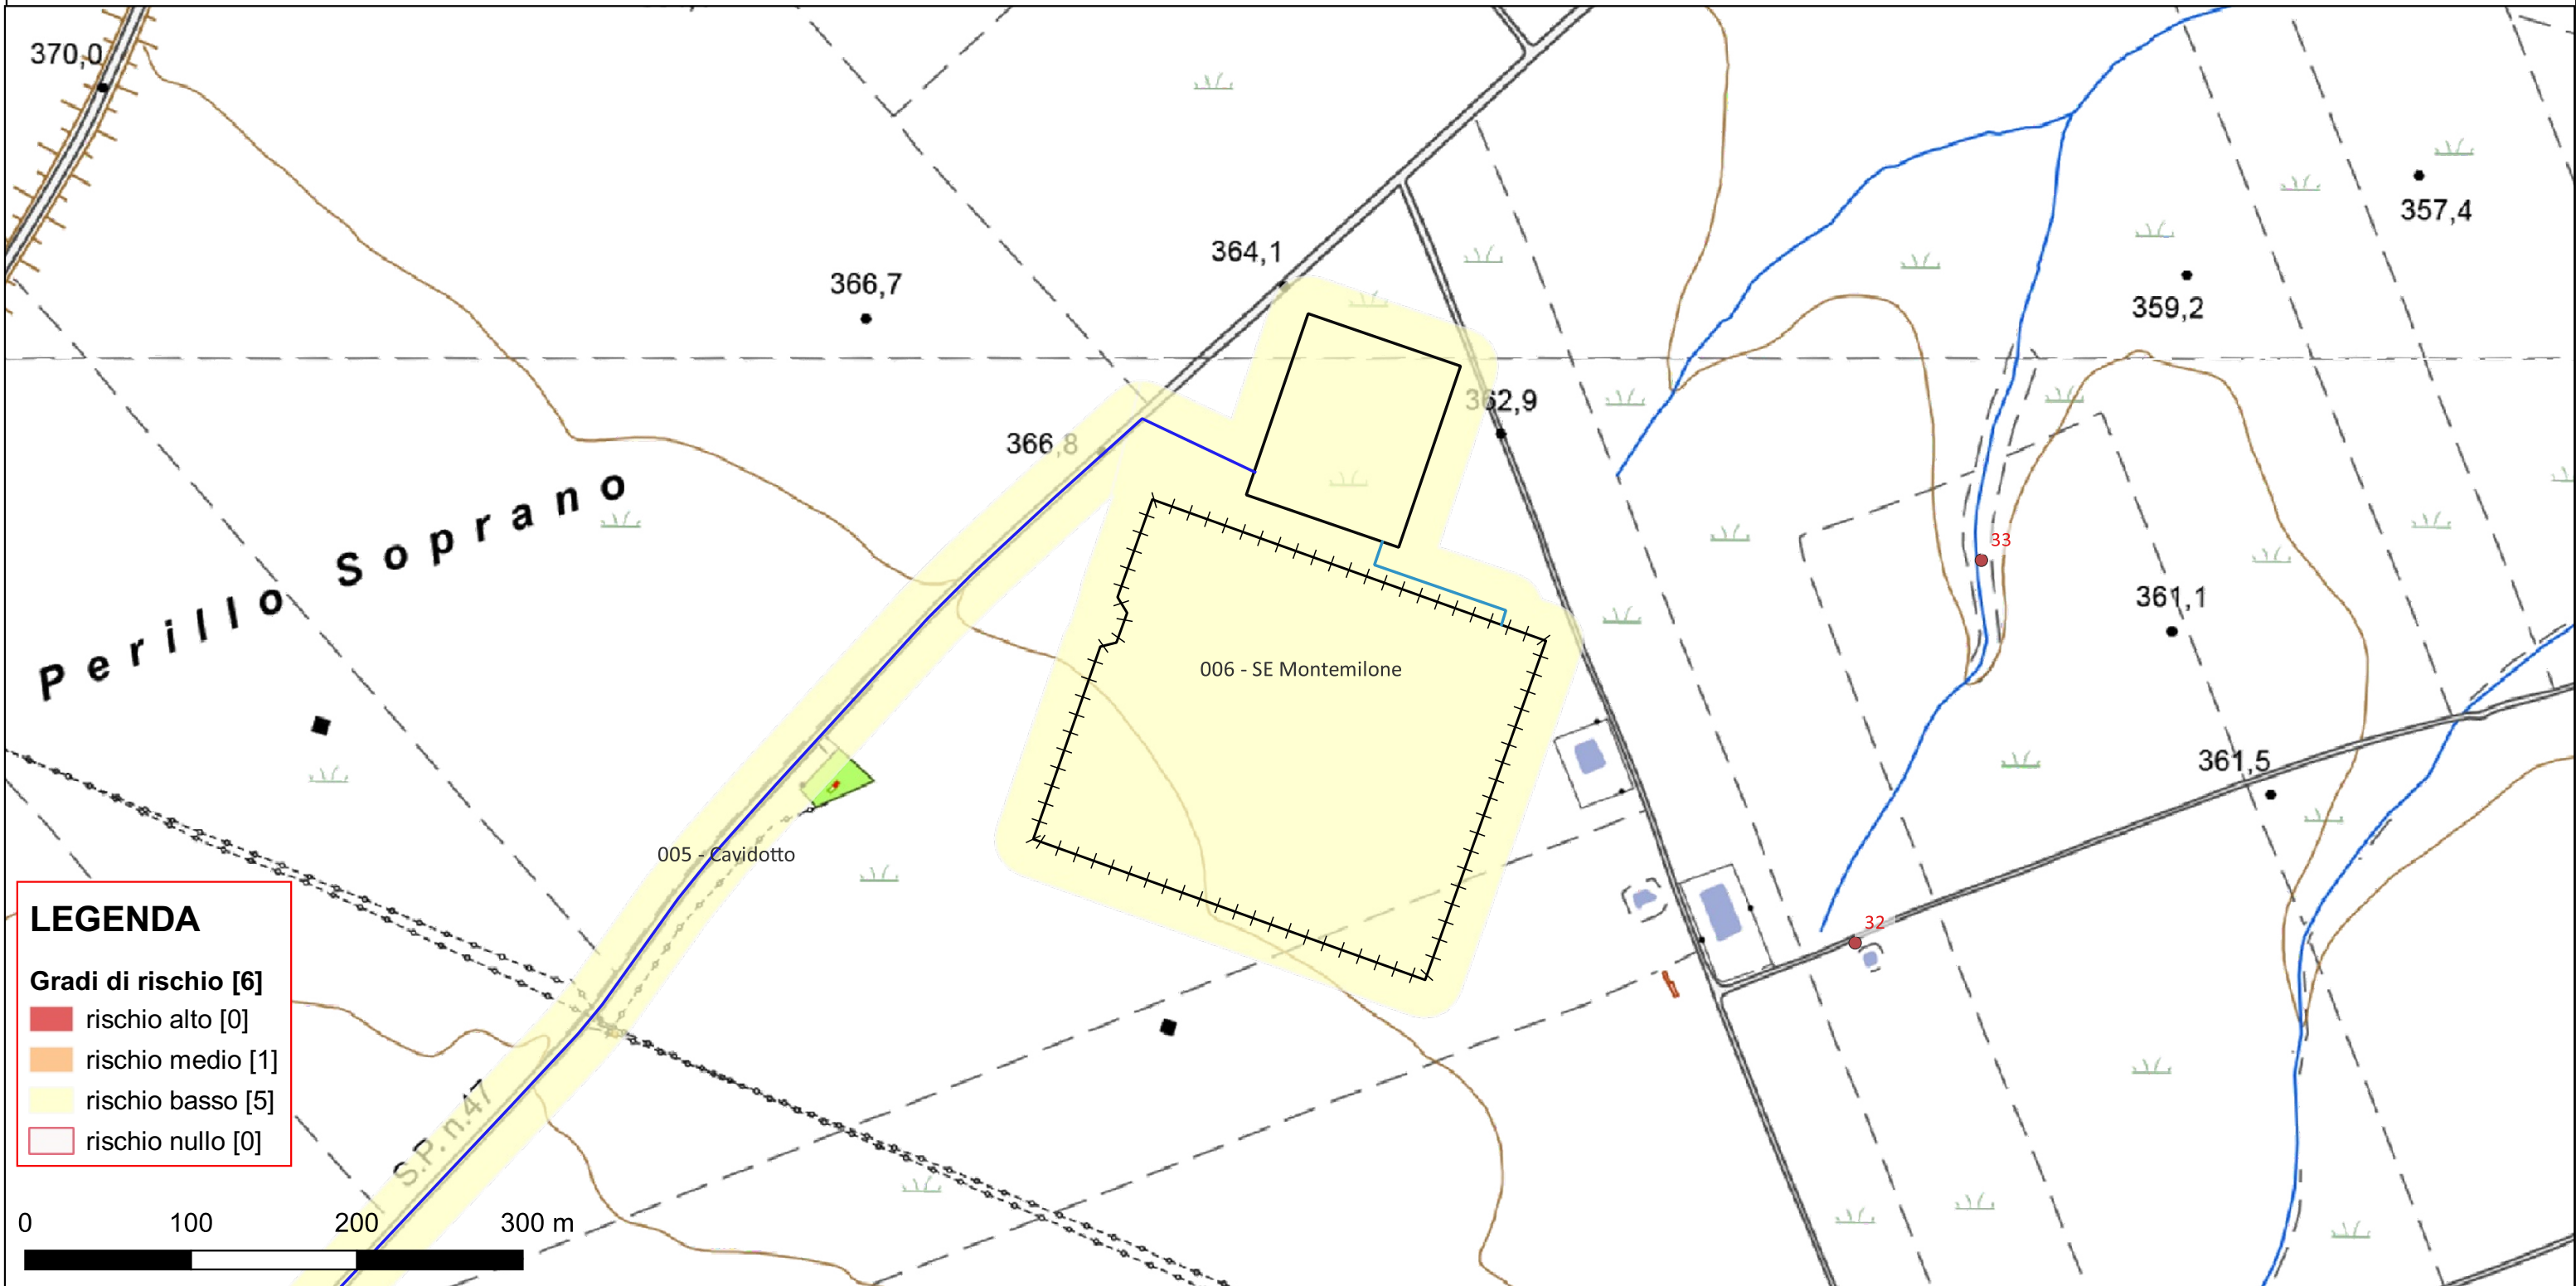 370,0
364,1
366,7
357,4
359,2
362,9
366,8
Perillo Soprano
33
361,1
006 - SE Montemilone
361,5
005 - Cavidotto
32
S.P. n.47
LEGENDA
Gradi di rischio [6]
rischio alto [0]
rischio medio [1]
rischio basso [5]
rischio nullo [0]
0 100 200 300 m